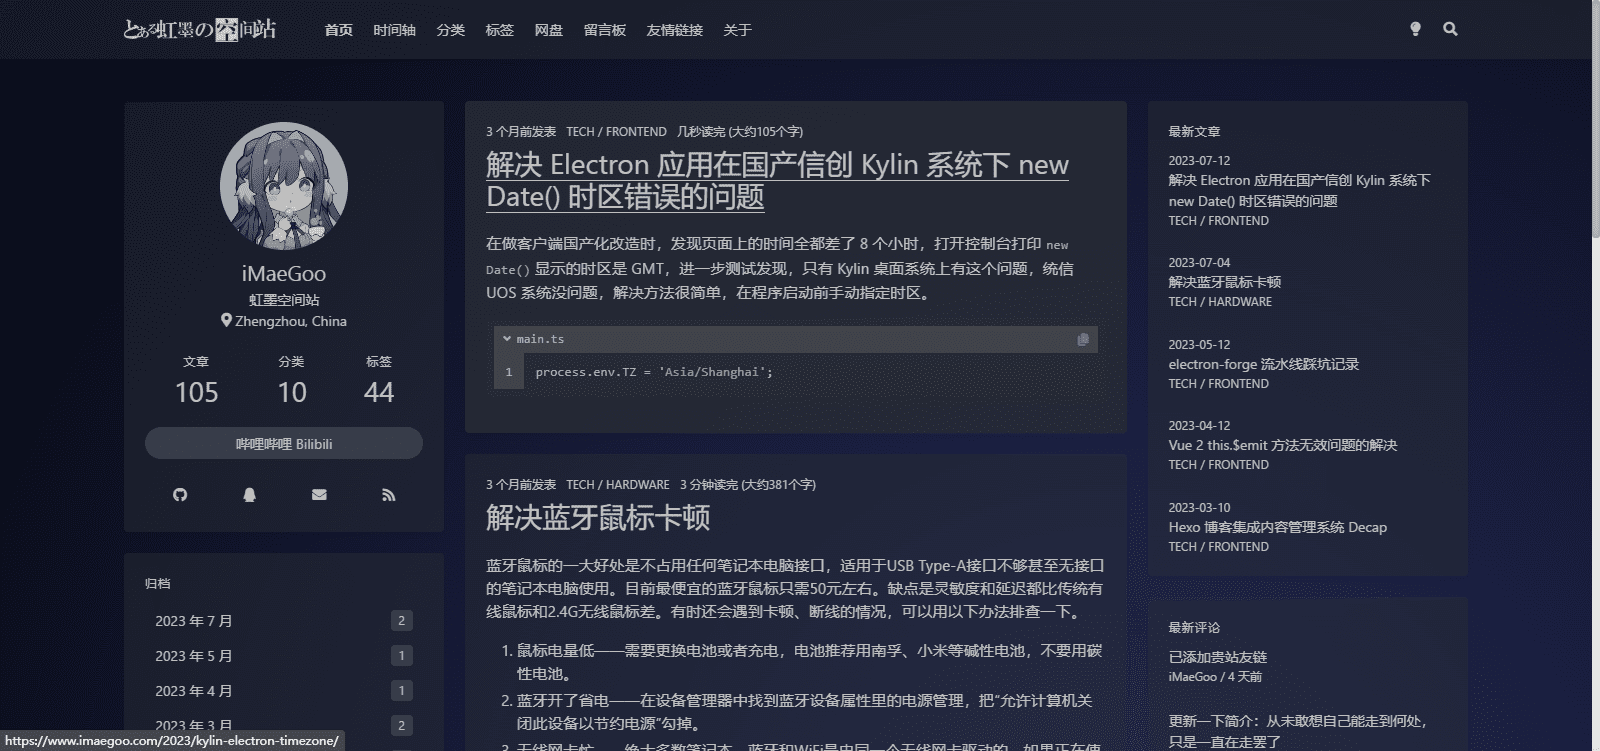 とある虹墨の空间站
首页 时间轴 分类 标签 网盘 留言板 友情链接 关于
iMaeGoo
虹墨空间站
Zhengzhou, China
文章 分类 标签
105 10 44
哔哩哔哩 Bilibili
归档
2023 年 7 月 2
2023 年 5 月 1
2023 年 4 月 1
2023 年 3 月 2
https://www.imaegoo.com/2023/kylin-electron-timezone/
3 个月前发表 TECH / FRONTEND 几秒读完 (大约105个字)
解决 Electron 应用在国产信创 Kylin 系统下 new
Date() 时区错误的问题
在做客户端国产化改造时，发现页面上的时间全都差了 8 个小时，打开控制台打印 new
Date() 显示的时区是 GMT，进一步测试发现，只有 Kylin 桌面系统上有这个问题，统信
UOS 系统没问题，解决方法很简单，在程序启动前手动指定时区。
main.ts
1 process.env.TZ = 'Asia/Shanghai';
3 个月前发表 TECH / HARDWARE 3 分钟读完 (大约381个字)
解决蓝牙鼠标卡顿
蓝牙鼠标的一大好处是不占用任何笔记本电脑接口，适用于USB Type-A接口不够甚至无接口
的笔记本电脑使用。目前最便宜的蓝牙鼠标只需50元左右。缺点是灵敏度和延迟都比传统有
线鼠标和2.4G无线鼠标差。有时还会遇到卡顿、断线的情况，可以用以下办法排查一下。
1. 鼠标电量低——需要更换电池或者充电，电池推荐用南孚、小米等碱性电池，不要用碳
性电池。
2. 蓝牙开了省电——在设备管理器中找到蓝牙设备属性里的电源管理，把“允许计算机关
闭此设备以节约电源”勾掉。
3. 无线网卡忙——绝大多数笔记本，蓝牙和WiFi是由同一个无线网卡驱动的，如果正在使
最新文章
2023-07-12
解决 Electron 应用在国产信创 Kylin 系统下
new Date() 时区错误的问题
TECH / FRONTEND
2023-07-04
解决蓝牙鼠标卡顿
TECH / HARDWARE
2023-05-12
electron-forge 流水线踩坑记录
TECH / FRONTEND
2023-04-12
Vue 2 this.$emit 方法无效问题的解决
TECH / FRONTEND
2023-03-10
Hexo 博客集成内容管理系统 Decap
TECH / FRONTEND
最新评论
已添加贵站友链
iMaeGoo / 4 天前
更新一下简介：从未敢想自己能走到何处，
只是一直在走罢了